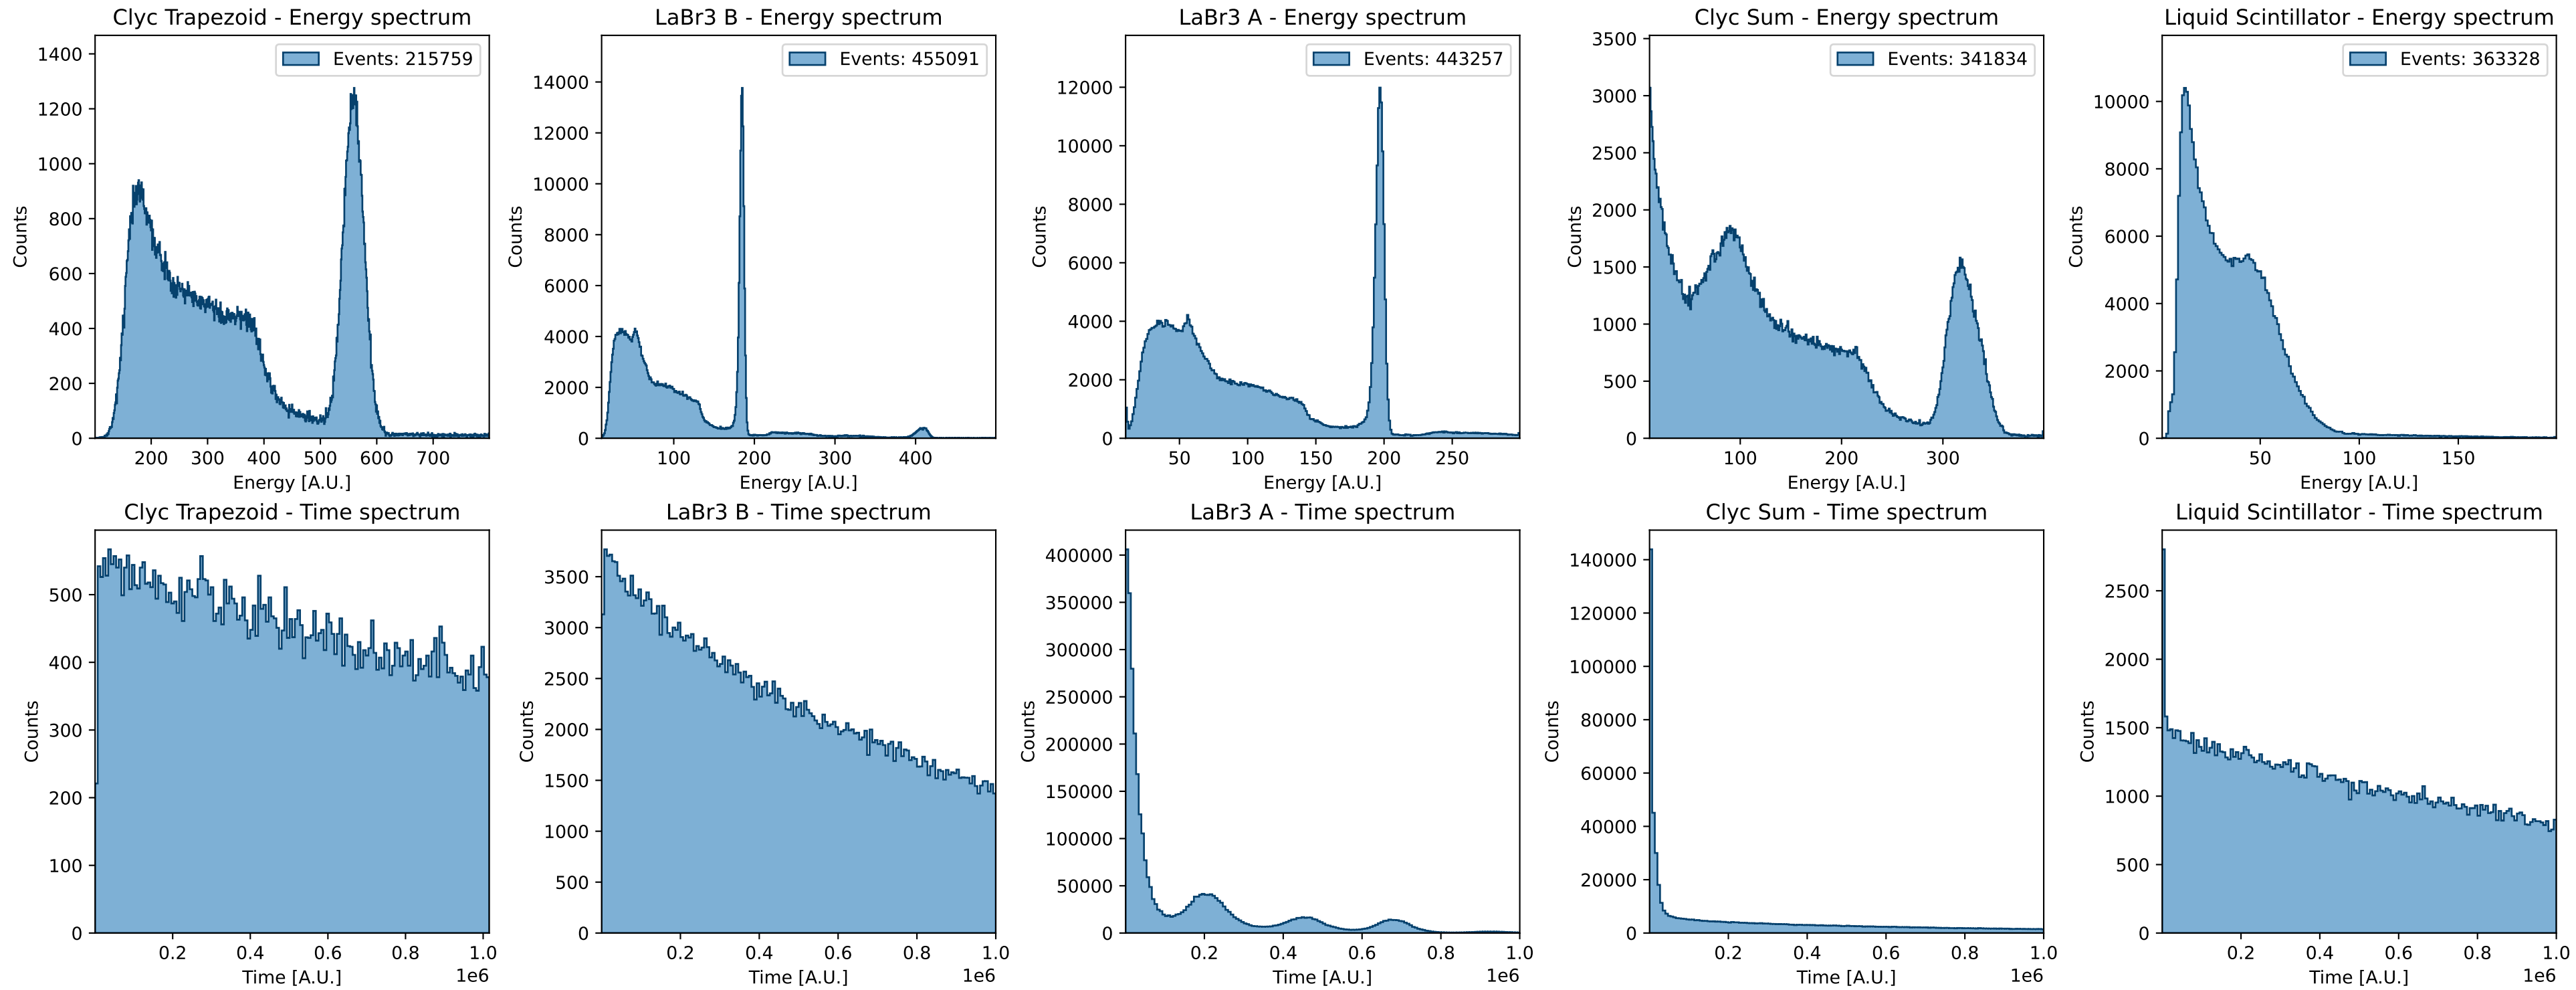 Clyc Trapezoid - Energy spectrum
Events: 215759
1400
1200
1000
800
600
400
200
0
Counts
200 300 400 500 600 700
Energy [A.U.]
LaBr3 B - Energy spectrum
Events: 455091
14000
12000
10000
8000
6000
4000
2000
0
Counts
100 200 300 400
Energy [A.U.]
LaBr3 A - Energy spectrum
Events: 443257
12000
10000
8000
6000
4000
2000
0
Counts
50 100 150 200 250
Energy [A.U.]
Clyc Sum - Energy spectrum
Events: 341834
3500
3000
2500
2000
1500
1000
500
0
Counts
100 200 300
Energy [A.U.]
Liquid Scintillator - Energy spectrum
Events: 363328
10000
8000
6000
4000
2000
0
Counts
50 100 150
Energy [A.U.]
Clyc Trapezoid - Time spectrum
500
400
300
200
100
0
Counts
0.2 0.4 0.6 0.8 1.0
Time [A.U.]
1e6
LaBr3 B - Time spectrum
3500
3000
2500
2000
1500
1000
500
0
Counts
0.2 0.4 0.6 0.8 1.0
Time [A.U.]
1e6
LaBr3 A - Time spectrum
400000
350000
300000
250000
200000
150000
100000
50000
0
Counts
0.2 0.4 0.6 0.8 1.0
Time [A.U.]
1e6
Clyc Sum - Time spectrum
140000
120000
100000
80000
60000
40000
20000
0
Counts
0.2 0.4 0.6 0.8 1.0
Time [A.U.]
1e6
Liquid Scintillator - Time spectrum
2500
2000
1500
1000
500
0
Counts
0.2 0.4 0.6 0.8 1.0
Time [A.U.]
1e6